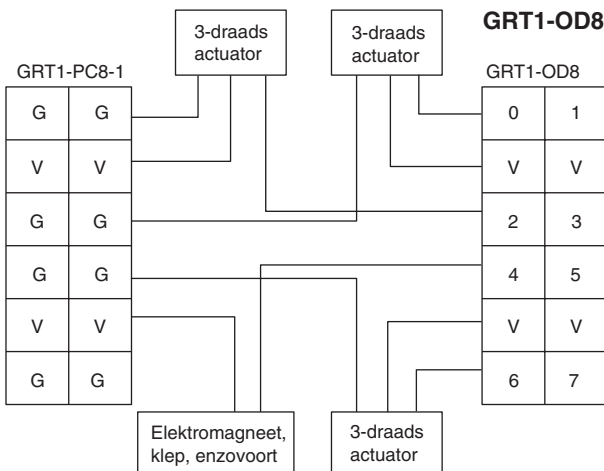 GRT1-OD8
3-draads
actuator
3-draads
actuator
GRT1-PC8-1
GRT1-OD8
G G
V V
G G
G G
V V
G G
0 1
V V
2 3
4 5
V V
6 7
Elektromagneet,
klep, enzovoort
3-draads
actuator